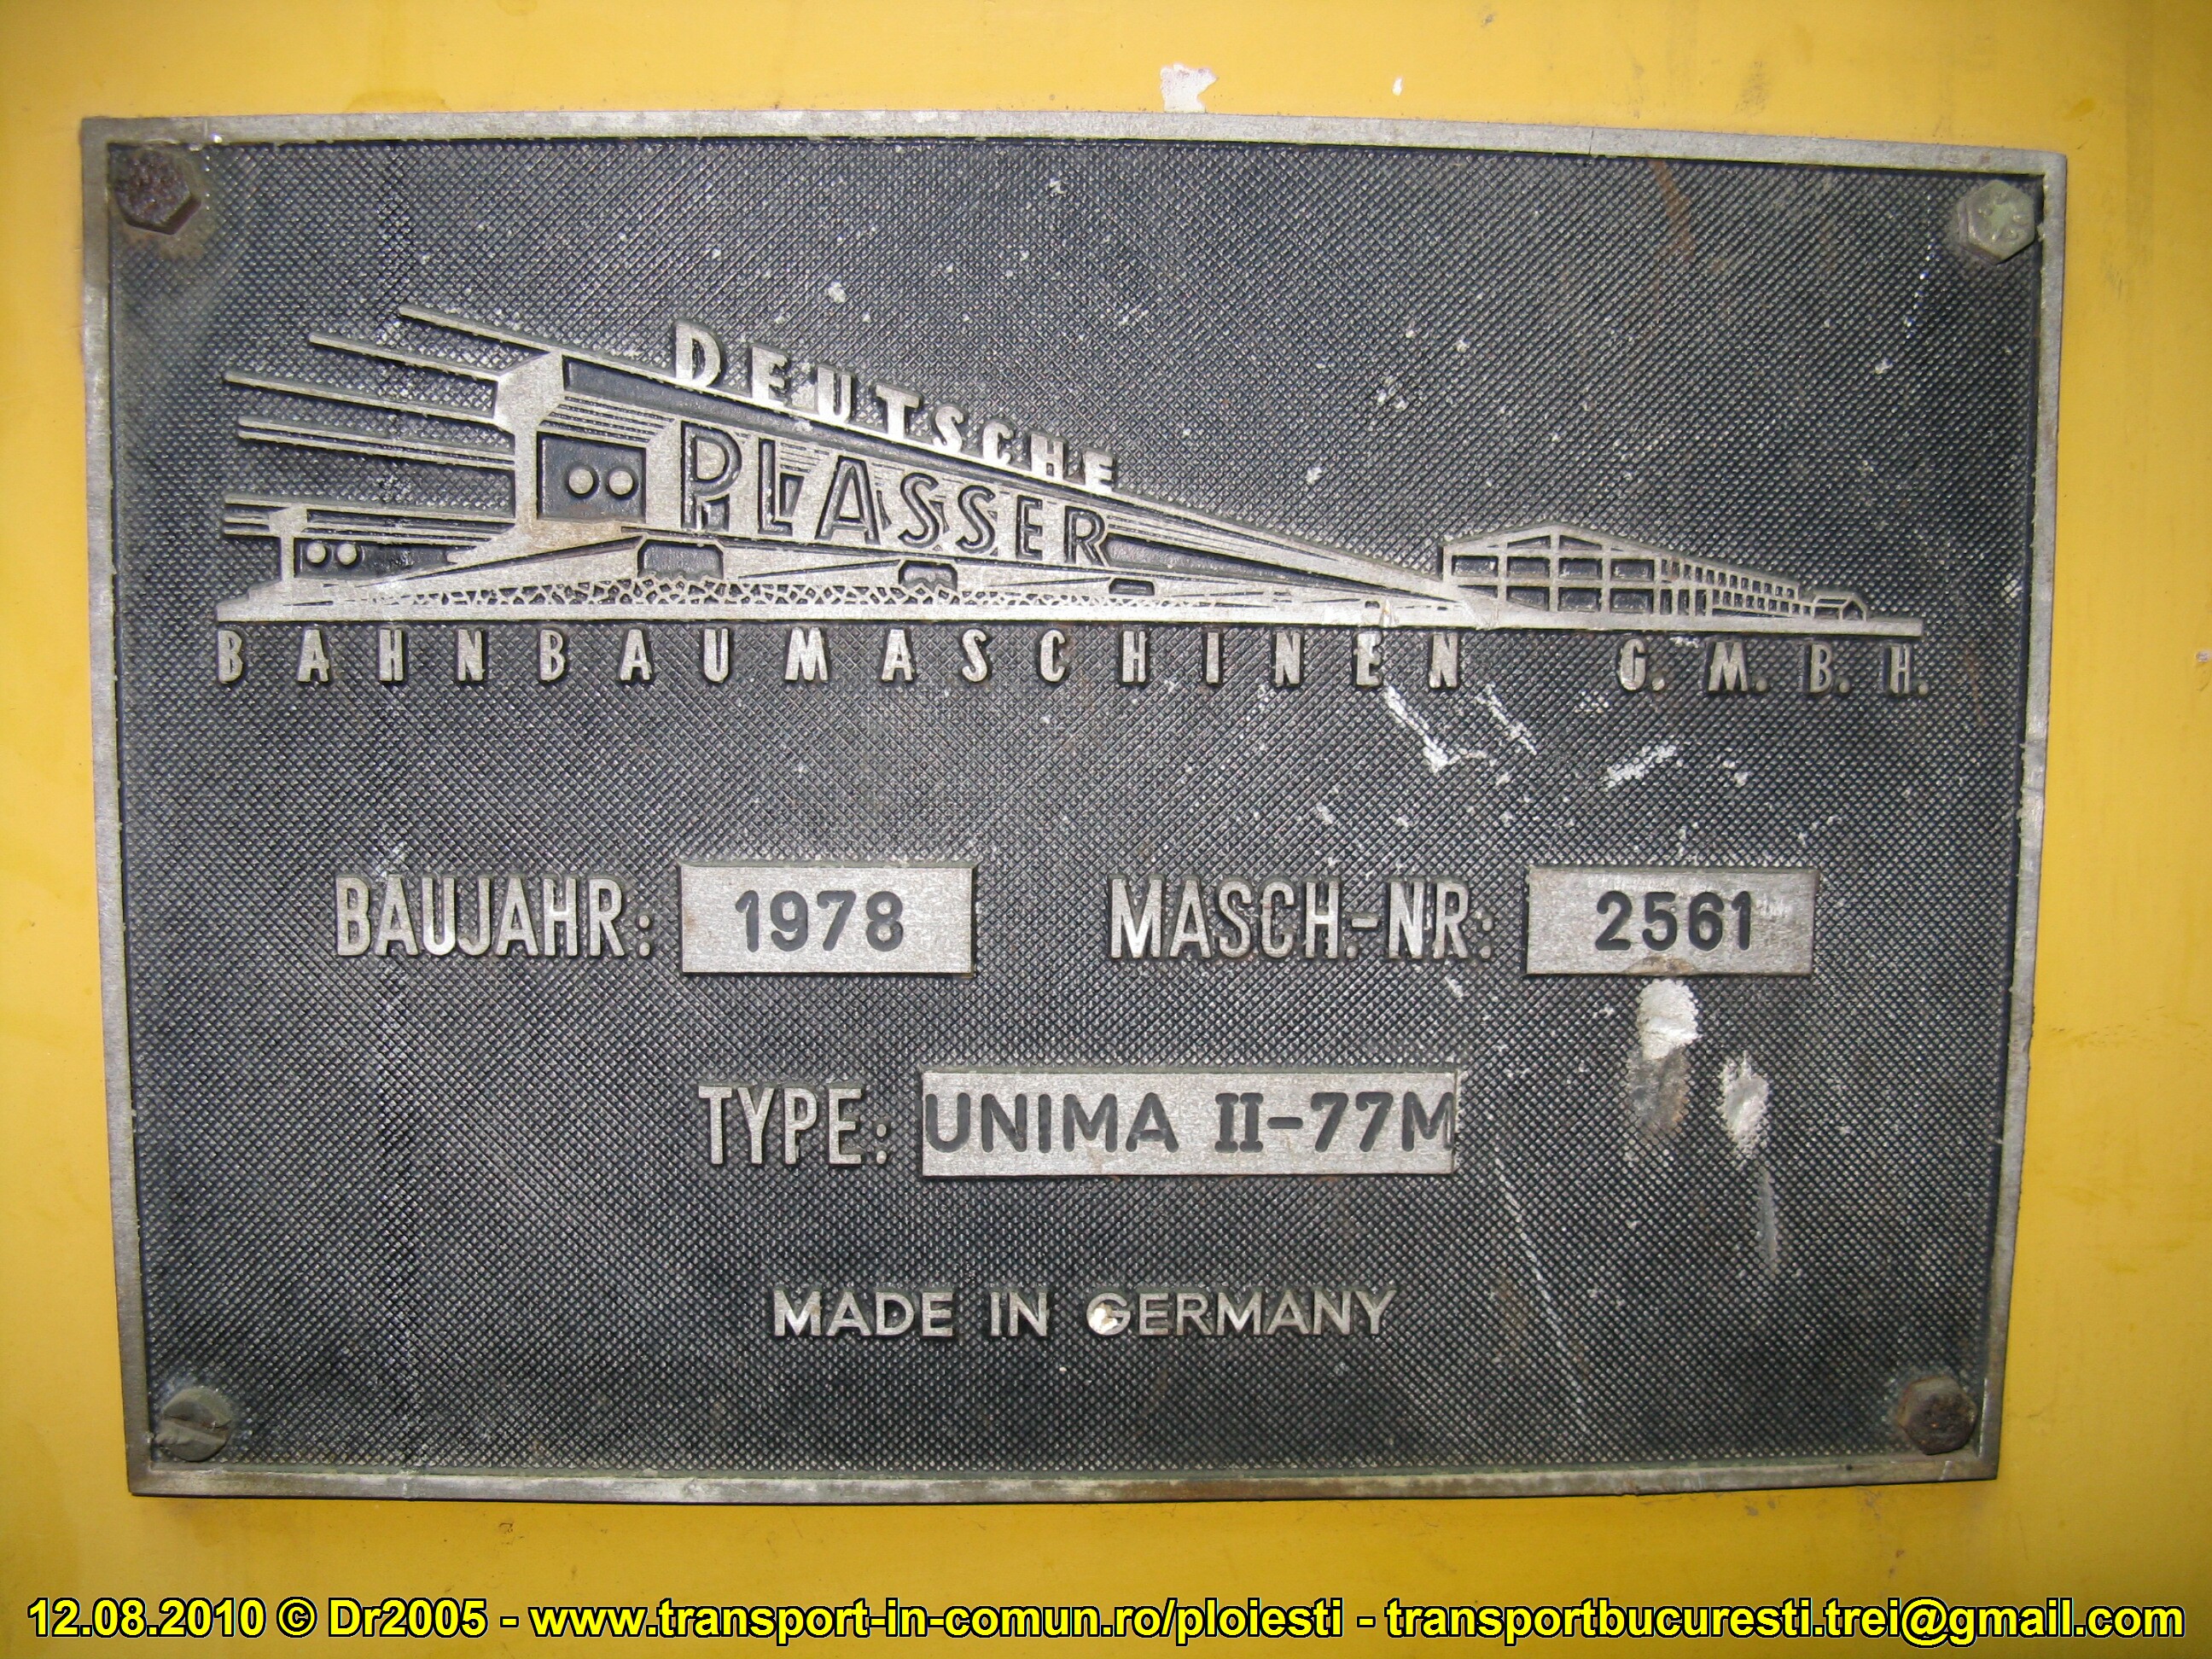 DEUTSCHE
PLASSER
BAHNBAUMASCHINEN G.M.B.H.
BAUJAHR: 1978 MASCH.-NR: 2561
TYPE: UNIMA II-77M
MADE IN GERMANY
12.08.2010 © Dr2005 - www.transport-in-comun.ro/ploiesti - transportbucuresti.trei@gmail.com